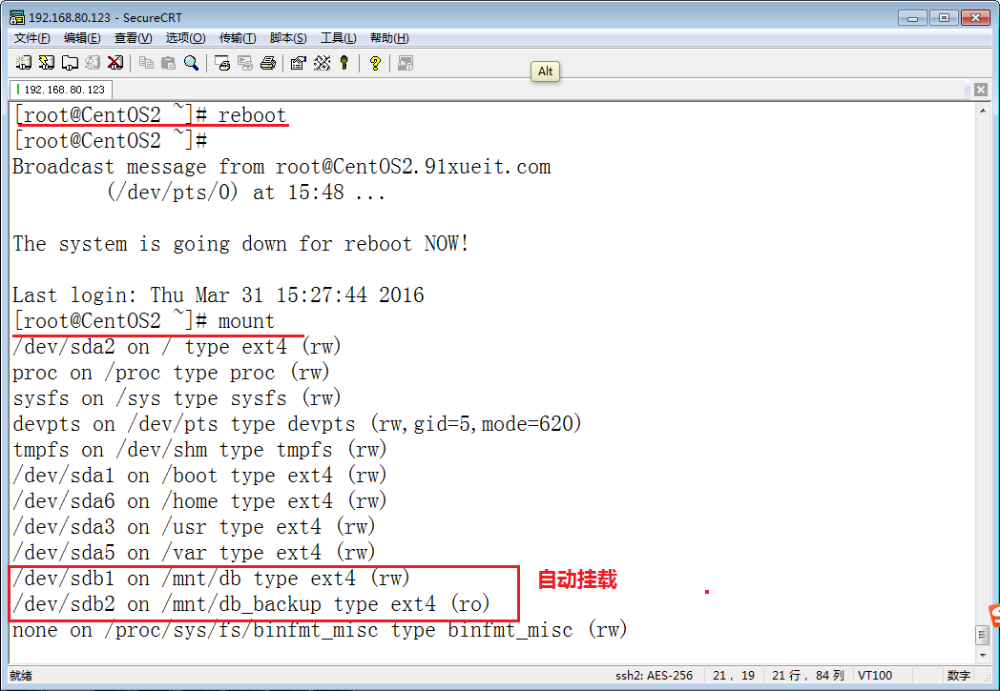 192.168.80.123 - SecureCRT
文件(F) 编辑(E) 查看(V) 选项(O) 传输(T) 脚本(S) 工具(L) 帮助(H)
Alt
192.168.80.123
[root@CentOS2 ~]# reboot
[root@CentOS2 ~]#
Broadcast message from root@CentOS2.91xueit.com
(/dev/pts/0) at 15:48 ...
The system is going down for reboot NOW!
Last login: Thu Mar 31 15:27:44 2016
[root@CentOS2 ~]# mount
/dev/sda2 on / type ext4 (rw)
proc on /proc type proc (rw)
sysfs on /sys type sysfs (rw)
devpts on /dev/pts type devpts (rw,gid=5,mode=620)
tmpfs on /dev/shm type tmpfs (rw)
/dev/sda1 on /boot type ext4 (rw)
/dev/sda6 on /home type ext4 (rw)
/dev/sda3 on /usr type ext4 (rw)
/dev/sda5 on /var type ext4 (rw)
/dev/sdb1 on /mnt/db type ext4 (rw)
自动挂载
/dev/sdb2 on /mnt/db_backup type ext4 (ro)
none on /proc/sys/fs/binfmt_misc type binfmt_misc (rw)
就绪 ssh2: AES-256 21, 19 21 行, 84 列 VT100 数字